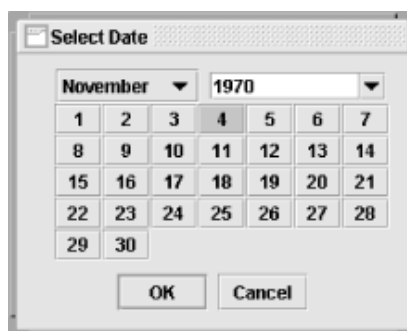 Select Date
November 1970
1 2 3 4 5 6 7
8 9 10 11 12 13 14
15 16 17 18 19 20 21
22 23 24 25 26 27 28
29 30
OK Cancel